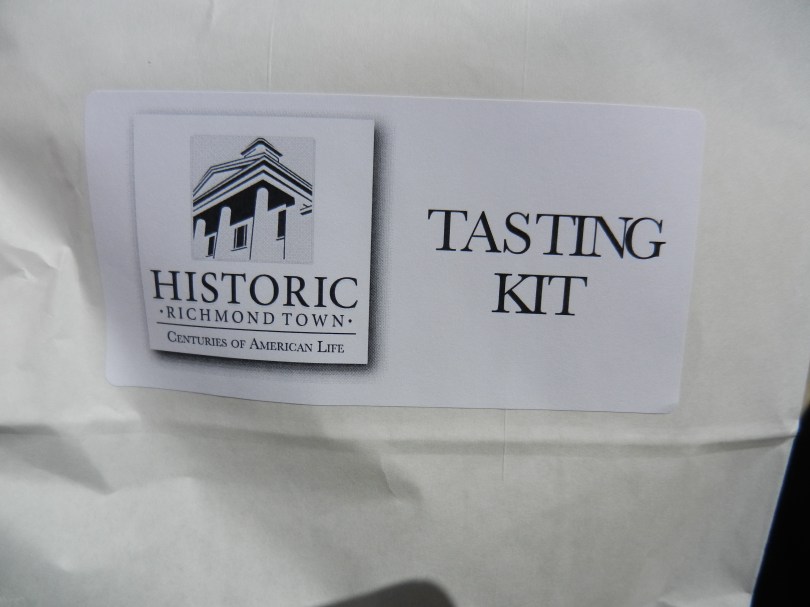 HISTORIC
·RICHMOND TOWN·
CENTURIES OF AMERICAN LIFE
TASTING
KIT